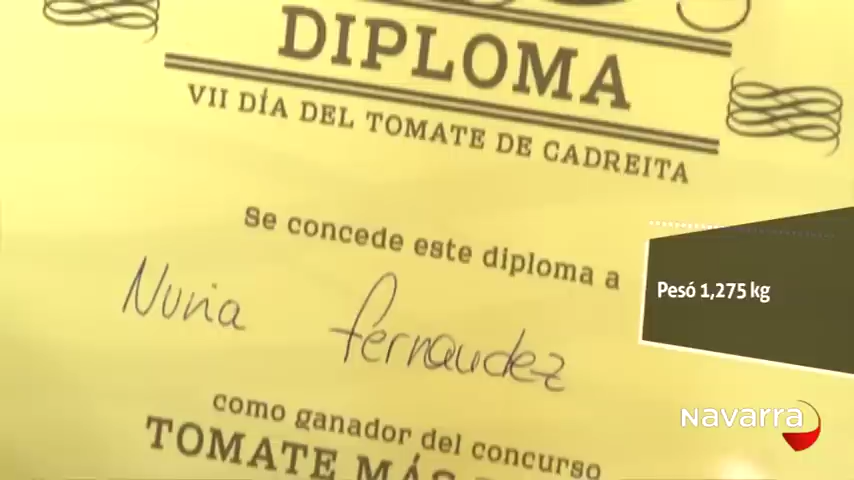 DIPLOMA
VII DÍA DEL TOMATE DE CADREITA
se concede este diploma a
Nuria Fernandez
Pesó 1,275 kg
como ganador del concurso
TOMATE MÁS
navarra